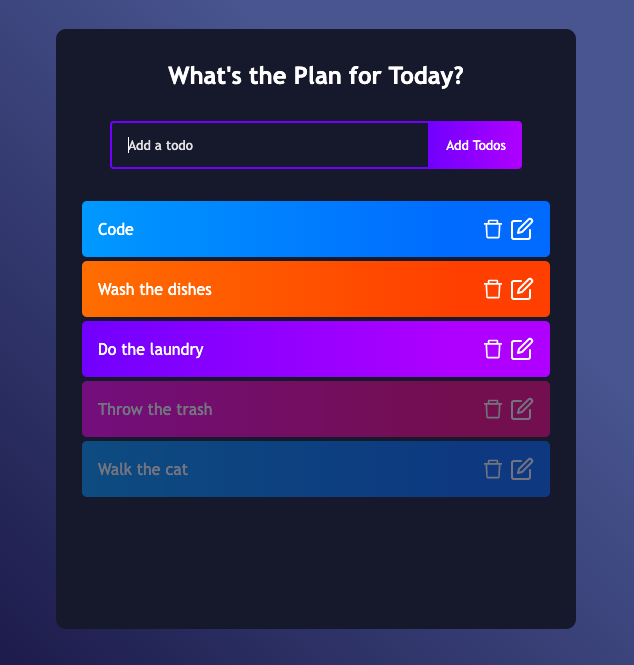 What's the Plan for Today?
Add a todo
Add Todos
Code
Wash the dishes
Do the laundry
Throw the trash
Walk the cat